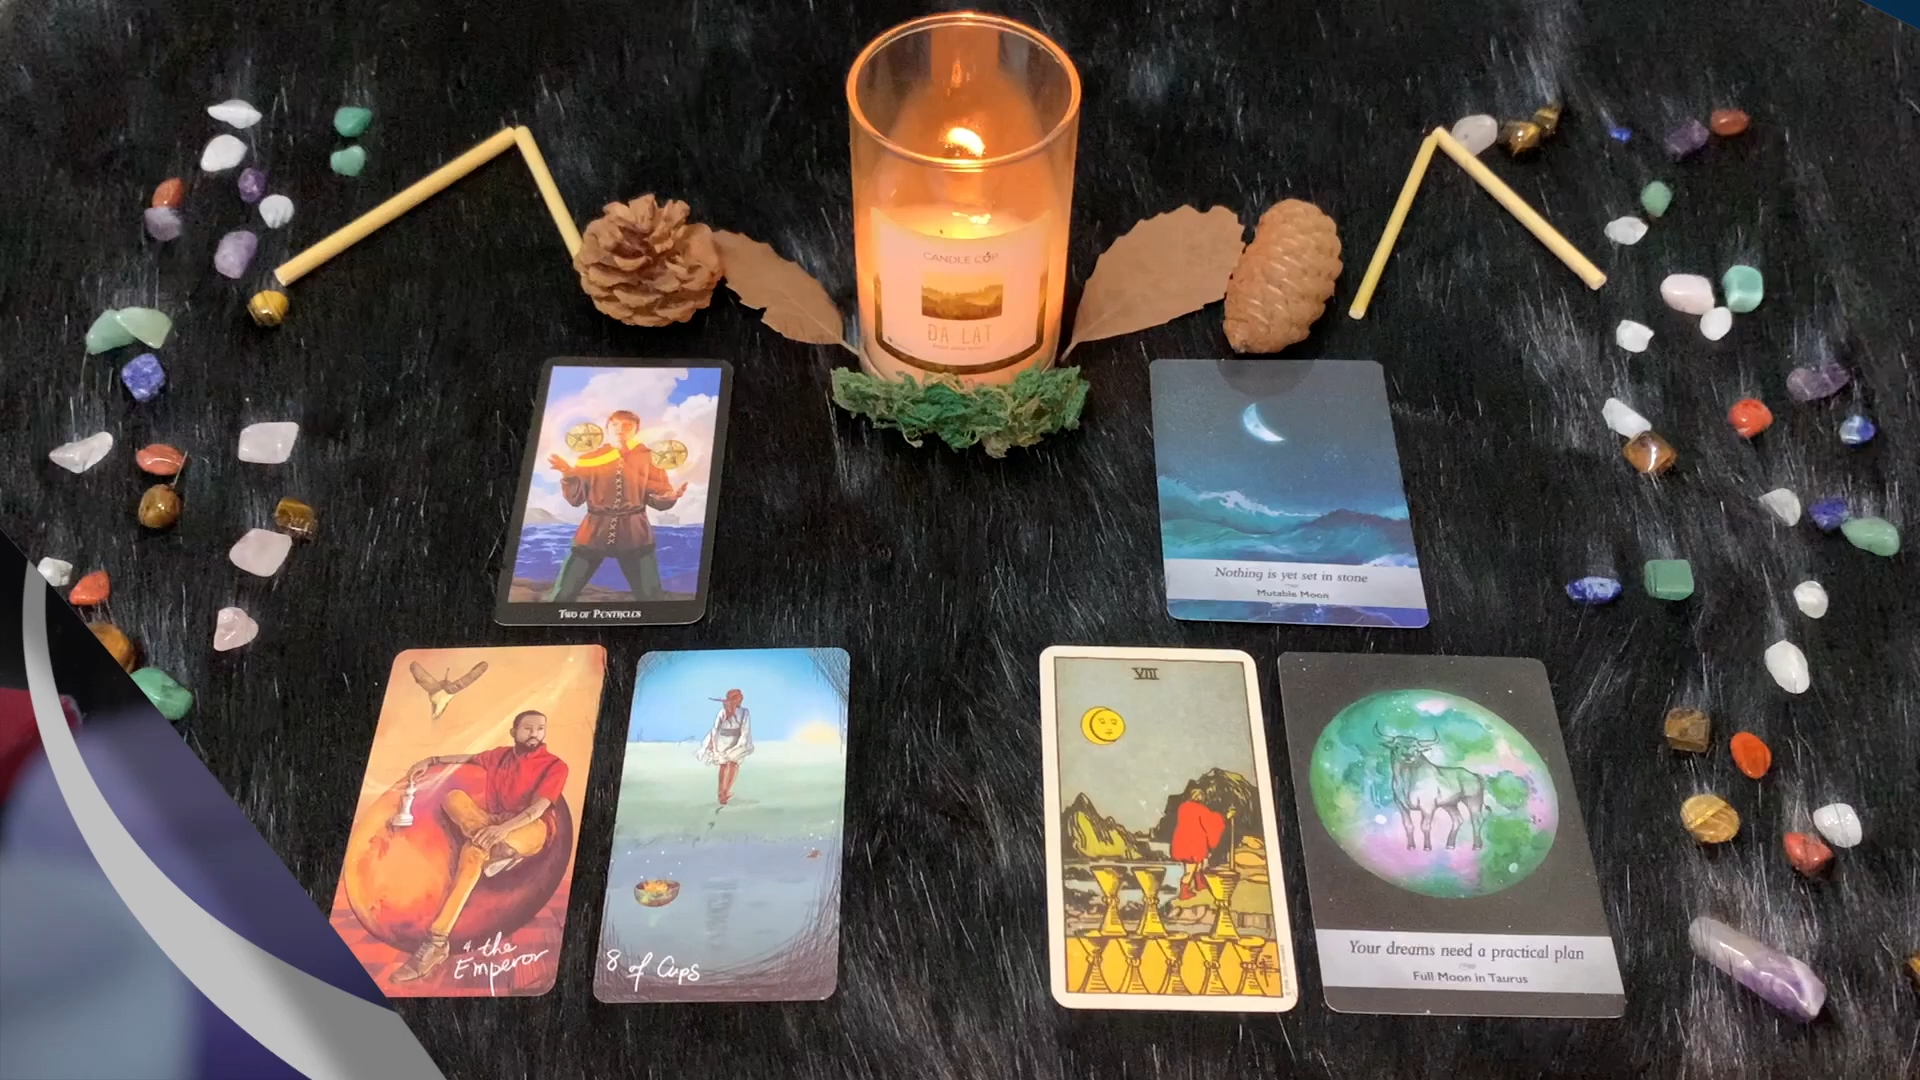 CANDLE CÚP
ĐÀ LẠT
TWO OF PENTACLES
Nothing is yet set in stone
Mutable Moon
4. the
Emperor
8 of Cups
VIII
Your dreams need a practical plan
Full Moon in Taurus